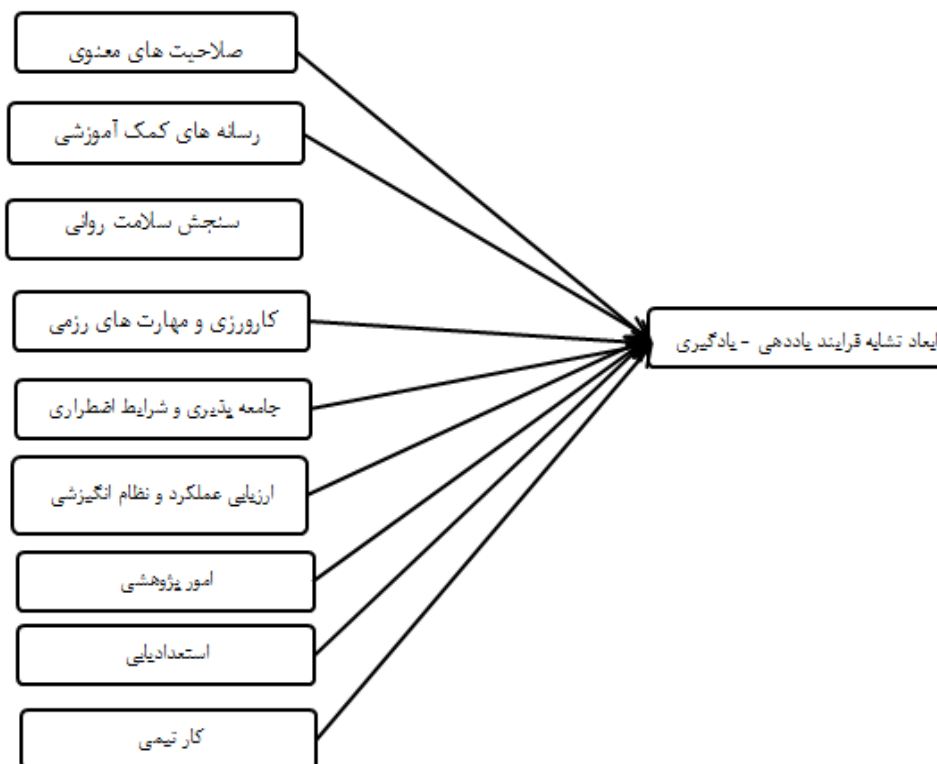 صلاحیت های معنوی
رسانه های کمک آموزشی
سنجش سلامت روانی
کارورزی و مهارت های رزمی
جامعه پذیری و شرایط اضطراری
ارزیابی عملکرد و نظام انگیزشی
امور پژوهشی
استعدادیابی
کار تیمی
ابعاد تشابه فرایند یاددهی - یادگیری